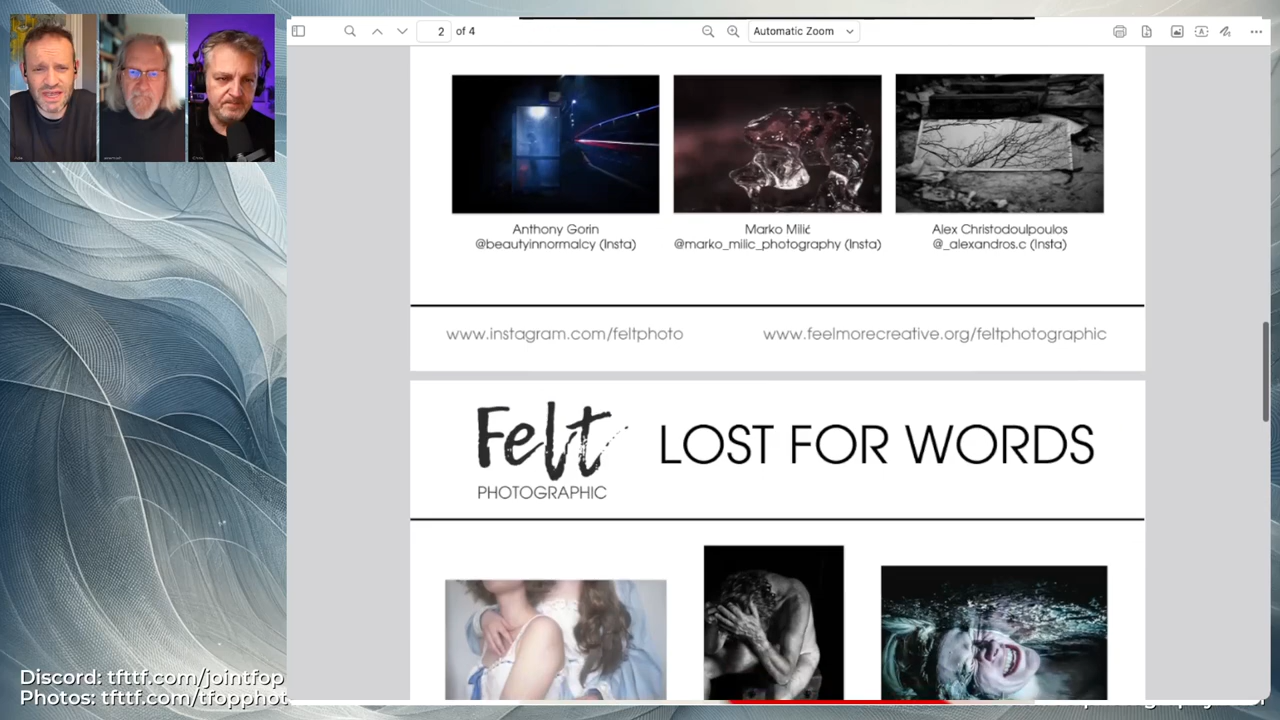 2 of 4
Automatic Zoom
Anthony Gorin
@beautyinnormalcy (Insta)
Marko Milić
@marko_milic_photography (Insta)
Alex Christodoulpoulos
@_alexandros.c (Insta)
www.instagram.com/feltphoto
www.feelmorecreative.org/feltphotographic
Felt
PHOTOGRAPHIC
LOST FOR WORDS
Discord: tfttf.com/jointfop
Photos: tfttf.com/tfopphot